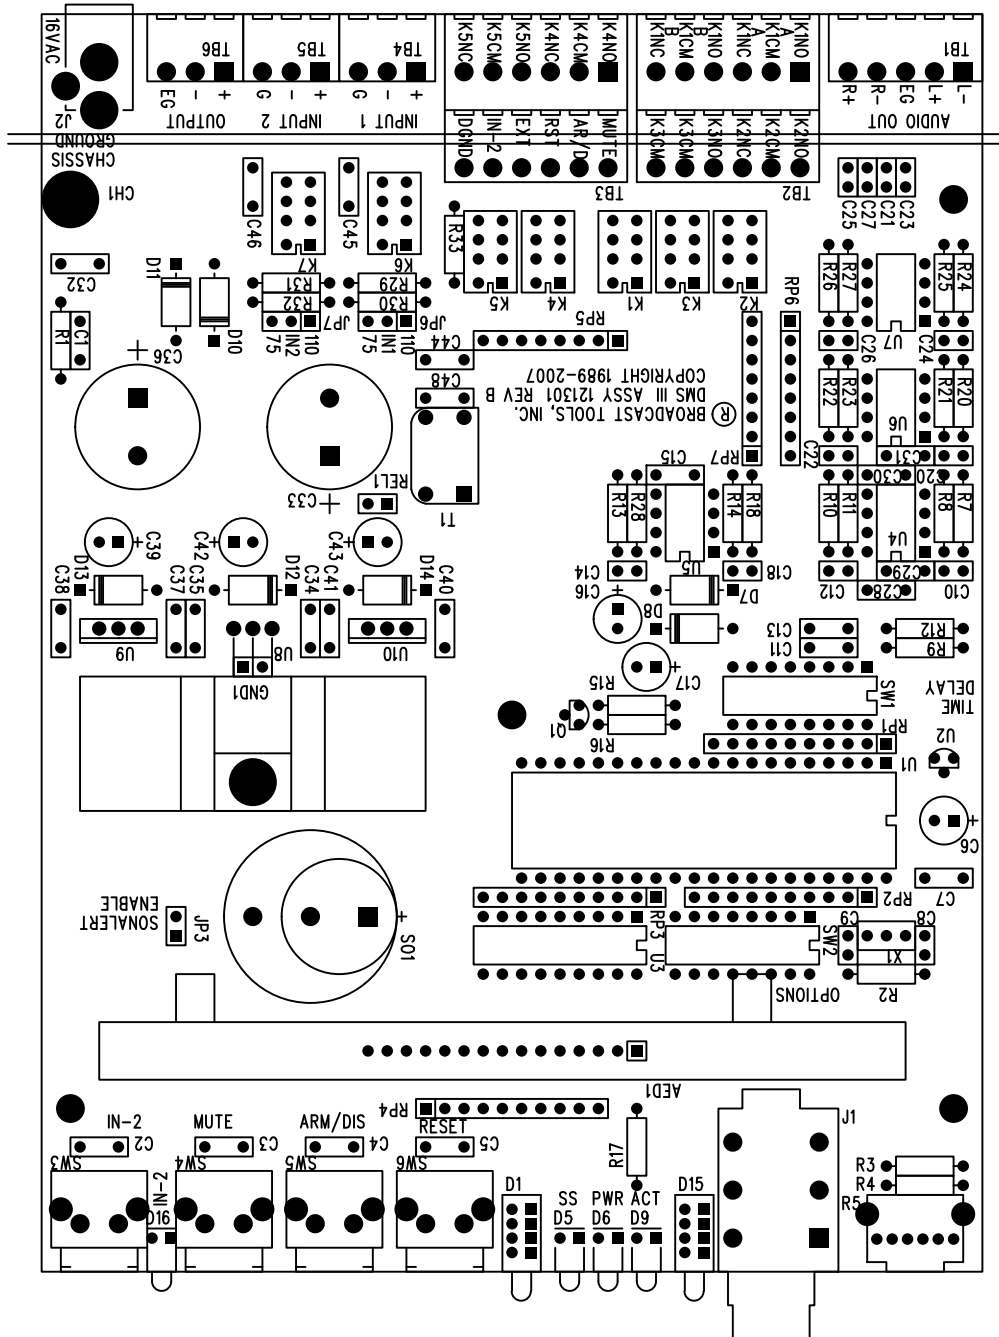 16VAC
J2
CHASSIS
GROUND
CH1
TB6
EG
-
+
OUTPUT
TB5
G
-
+
INPUT 2
TB4
G
-
+
INPUT 1
K5NC
K5CM
K5NO
K4NC
K4CM
K4NO
DGND
IN-2
EXT
RST
AR/D
MUTE
TB3
K1NC
B
K1CM
B
K1NO
K1NC
A
K1CM
A
K1NO
K3CM
K3CM
K3NO
K2NC
K2CM
K2NO
TB2
TB1
R+
R-
EG
L+
L-
AUDIO OUT
C46
C45
K7
K6
R33
K5
K4
K1
K3
K2
C25
C27
C21
C23
C32
D11
D10
R31
R32
R29
R30
JP7
JP6
75
IN2
110
75
IN1
110
R1
C1
C36
C33
C44
C48
RP5
RP6
RP7
R26
R27
U7
R25
R24
C26
C24
COPYRIGHT 1989-2007
DMS III ASSY 121301 REV B
BROADCAST TOOLS, INC.
®
R22
R23
U6
R21
R20
C22
C31
C30
C20
REL1
T1
C15
R13
R28
R14
R18
R10
R11
U4
R8
R7
C39
C42
C43
D13
D12
D14
C38
C37
C35
C34
C41
C40
U9
U8
U10
GND1
C14
U5
C18
C16
D7
D8
C12
C29
C28
C10
C13
C11
R12
R9
C17
R15
R16
Q1
SW1
TIME
DELAY
RP1
U1
U2
C6
C7
SONALERT
ENABLE
JP3
SO1
+
RP3
U3
RP2
SW2
C9
C8
X1
R2
OPTIONS
AED1
RP4
R17
IN-2
C2
SW3
MUTE
C3
SW4
ARM/DIS
C4
SW5
RESET
C5
SW6
IN-2
D16
D1
SS
D5
PWR
D6
ACT
D9
D15
J1
R3
R4
R5